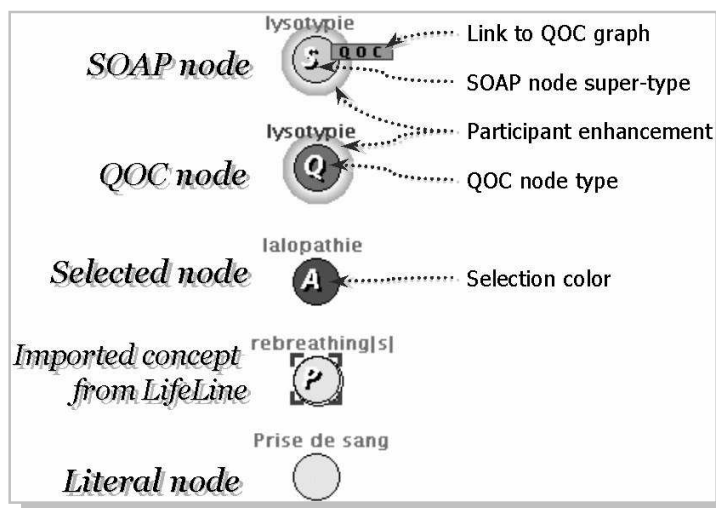 lysotypie
SOAP node
S
QOC
Link to QOC graph
SOAP node super-type
Participant enhancement
lysotypie
QOC node
Q
QOC node type
lalopathie
Selected node
A
Selection color
rebreathing|s|
Imported concept
from LifeLine
P
Prise de sang
Literal node